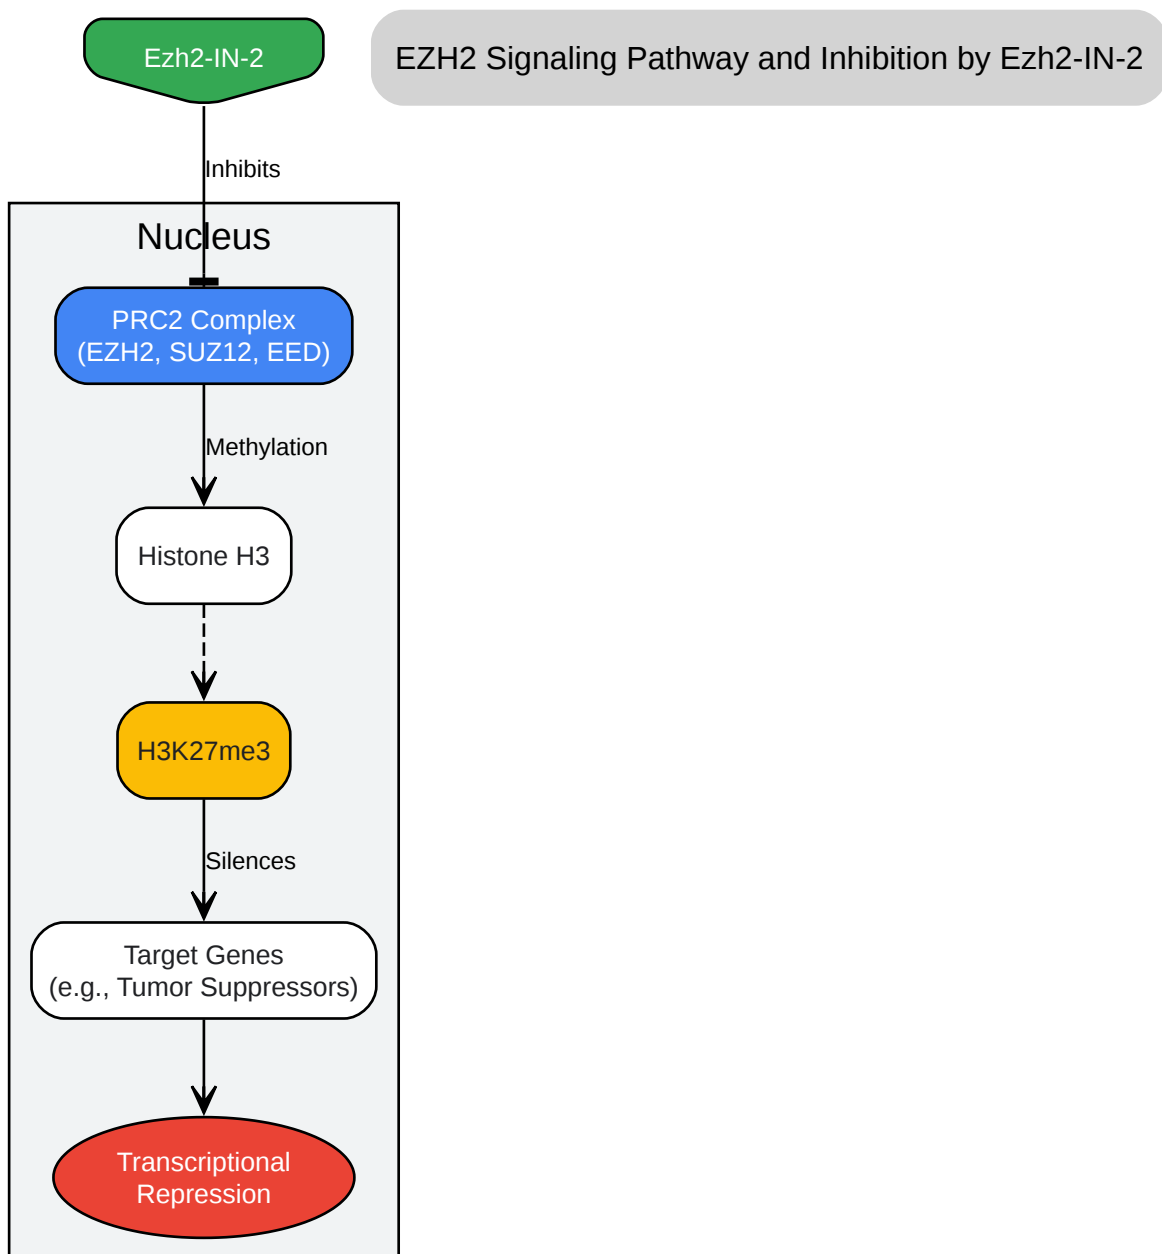 Ezh2-IN-2
EZH2 Signaling Pathway and Inhibition by Ezh2-IN-2
Inhibits
Nucleus
PRC2 Complex
(EZH2, SUZ12, EED)
Methylation
Histone H3
H3K27me3
Silences
Target Genes
(e.g., Tumor Suppressors)
Transcriptional
Repression